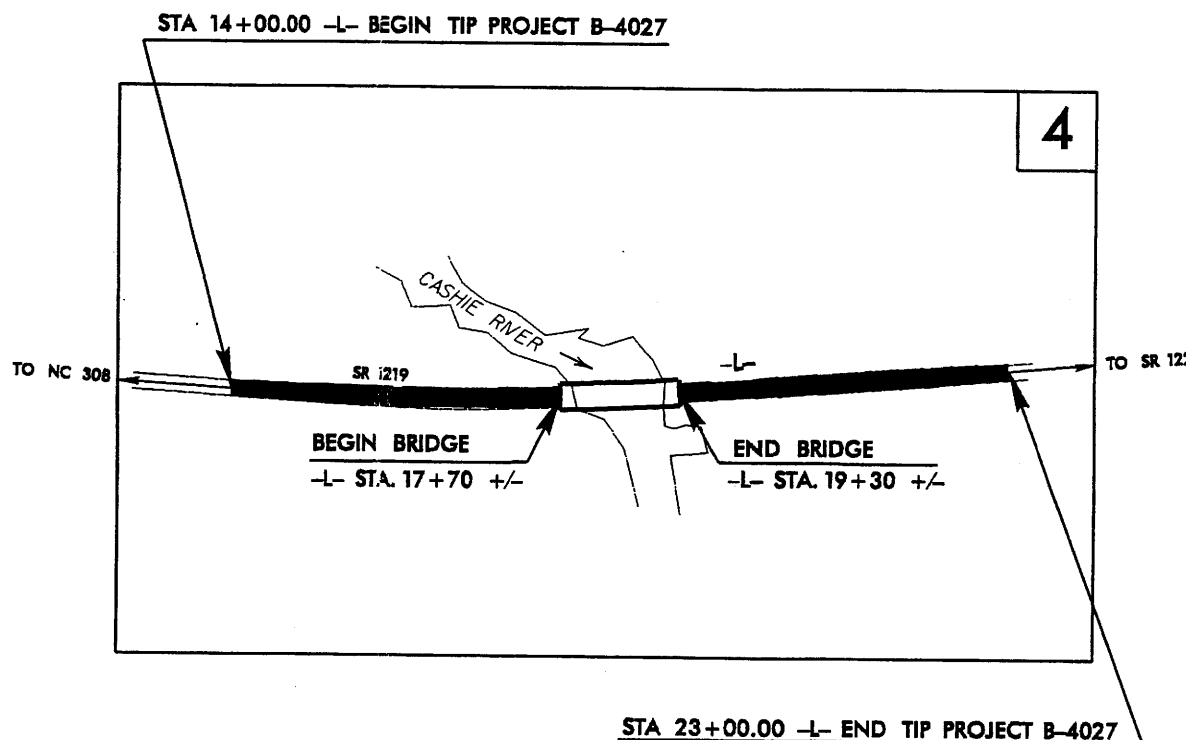 STA 14+00.00 -L- BEGIN TIP PROJECT B-4027
4
CASHIE RIVER
-L-
TO NC 308
SR 1219
TO SR 122
BEGIN BRIDGE
-L- STA. 17+70 +/-
END BRIDGE
-L- STA. 19+30 +/-
STA 23+00.00 -L- END TIP PROJECT B-4027